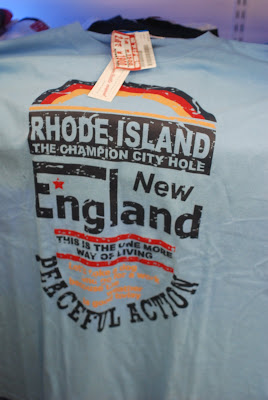 RHODE ISLAND
THE CHAMPION CITY HOLE
New
England
THIS IS THE ONE MORE
WAY OF LIVING
PEACEFUL ACTION